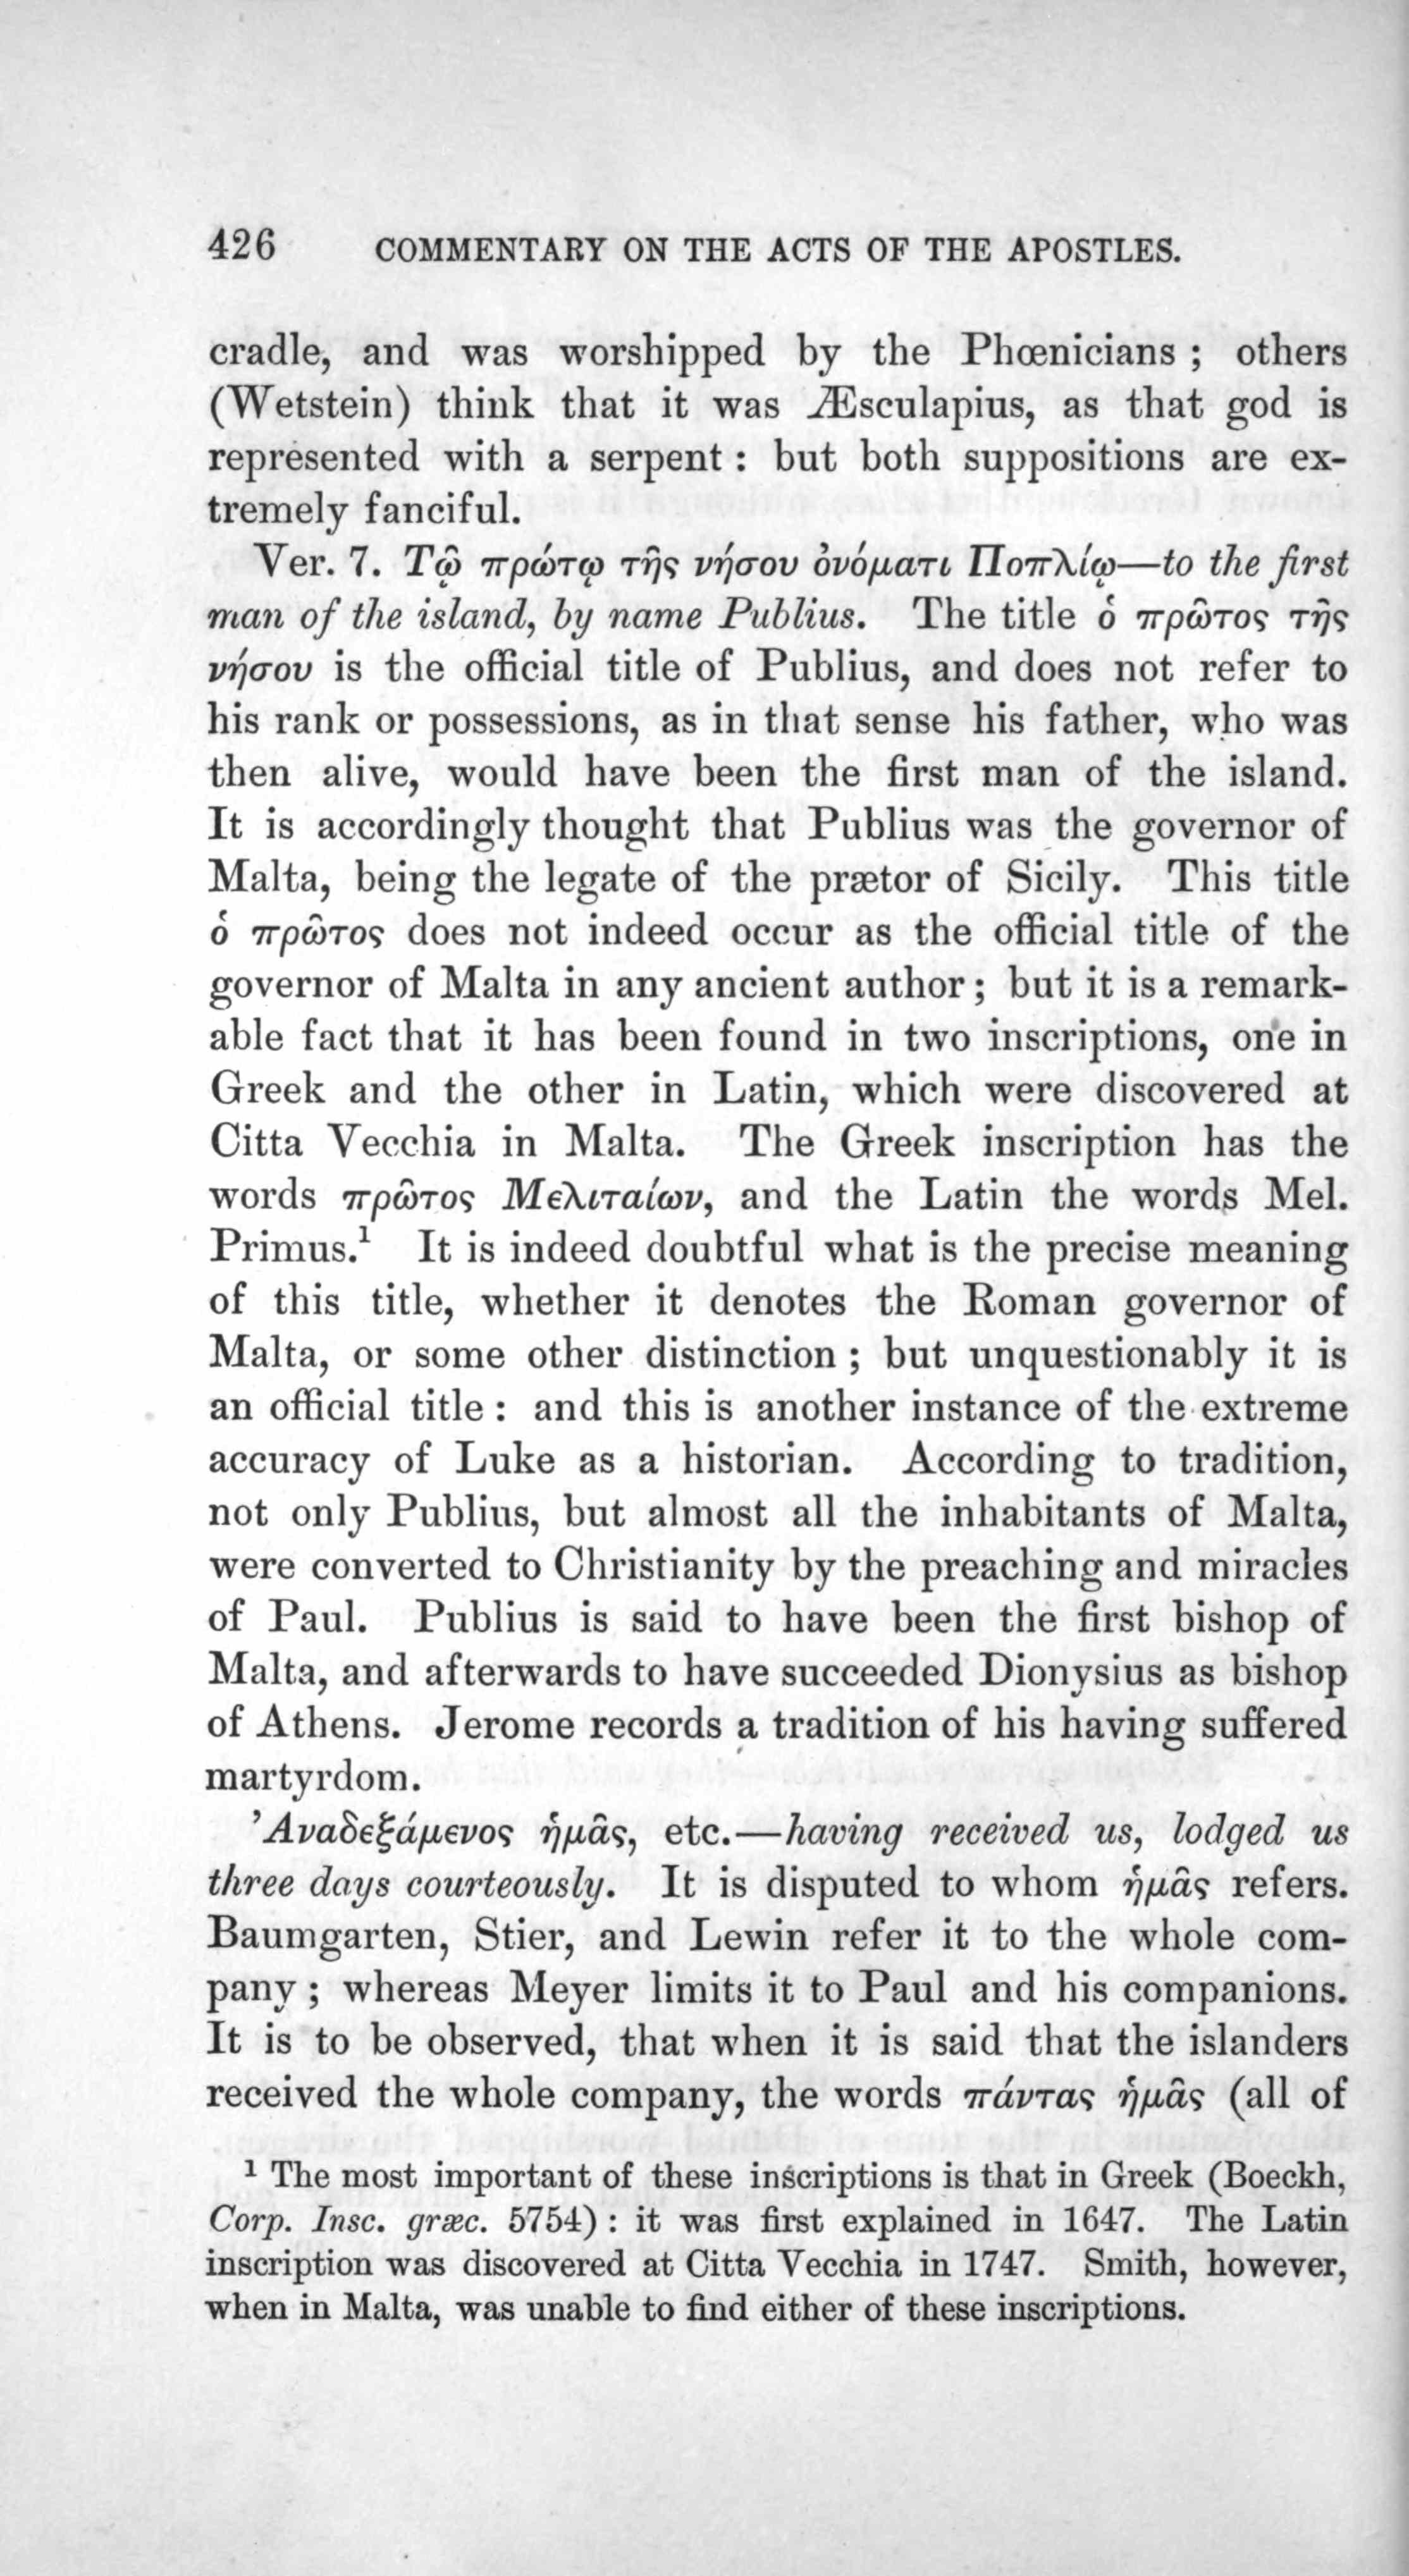 426 COMMENTARY ON THE ACTS OF THE APOSTLES.
cradle, and was worshipped by the Phœnicians ; others
(Wetstein) think that it was Æsculapius, as that god is
represented with a serpent : but both suppositions are ex-
tremely fanciful.
Ver. 7. Τῷ πρώτῳ τῆς νήσου ὀνόματι Ποπλίῳ—to the first
man of the island, by name Publius. The title ὁ πρῶτος τῆς
νήσου is the official title of Publius, and does not refer to
his rank or possessions, as in that sense his father, who was
then alive, would have been the first man of the island.
It is accordingly thought that Publius was the governor of
Malta, being the legate of the prætor of Sicily. This title
ὁ πρῶτος does not indeed occur as the official title of the
governor of Malta in any ancient author ; but it is a remark-
able fact that it has been found in two inscriptions, one in
Greek and the other in Latin, which were discovered at
Citta Vecchia in Malta. The Greek inscription has the
words πρῶτος Μελιταίων, and the Latin the words Mel.
Primus.¹ It is indeed doubtful what is the precise meaning
of this title, whether it denotes the Roman governor of
Malta, or some other distinction ; but unquestionably it is
an official title : and this is another instance of the extreme
accuracy of Luke as a historian. According to tradition,
not only Publius, but almost all the inhabitants of Malta,
were converted to Christianity by the preaching and miracles
of Paul. Publius is said to have been the first bishop of
Malta, and afterwards to have succeeded Dionysius as bishop
of Athens. Jerome records a tradition of his having suffered
martyrdom.
Ἀναδεξάμενος ἡμᾶς, etc.—having received us, lodged us
three days courteously. It is disputed to whom ἡμᾶς refers.
Baumgarten, Stier, and Lewin refer it to the whole com-
pany ; whereas Meyer limits it to Paul and his companions.
It is to be observed, that when it is said that the islanders
received the whole company, the words πάντας ἡμᾶς (all of
¹ The most important of these inscriptions is that in Greek (Boeckh,
Corp. Insc. græc. 5754) : it was first explained in 1647. The Latin
inscription was discovered at Citta Vecchia in 1747. Smith, however,
when in Malta, was unable to find either of these inscriptions.